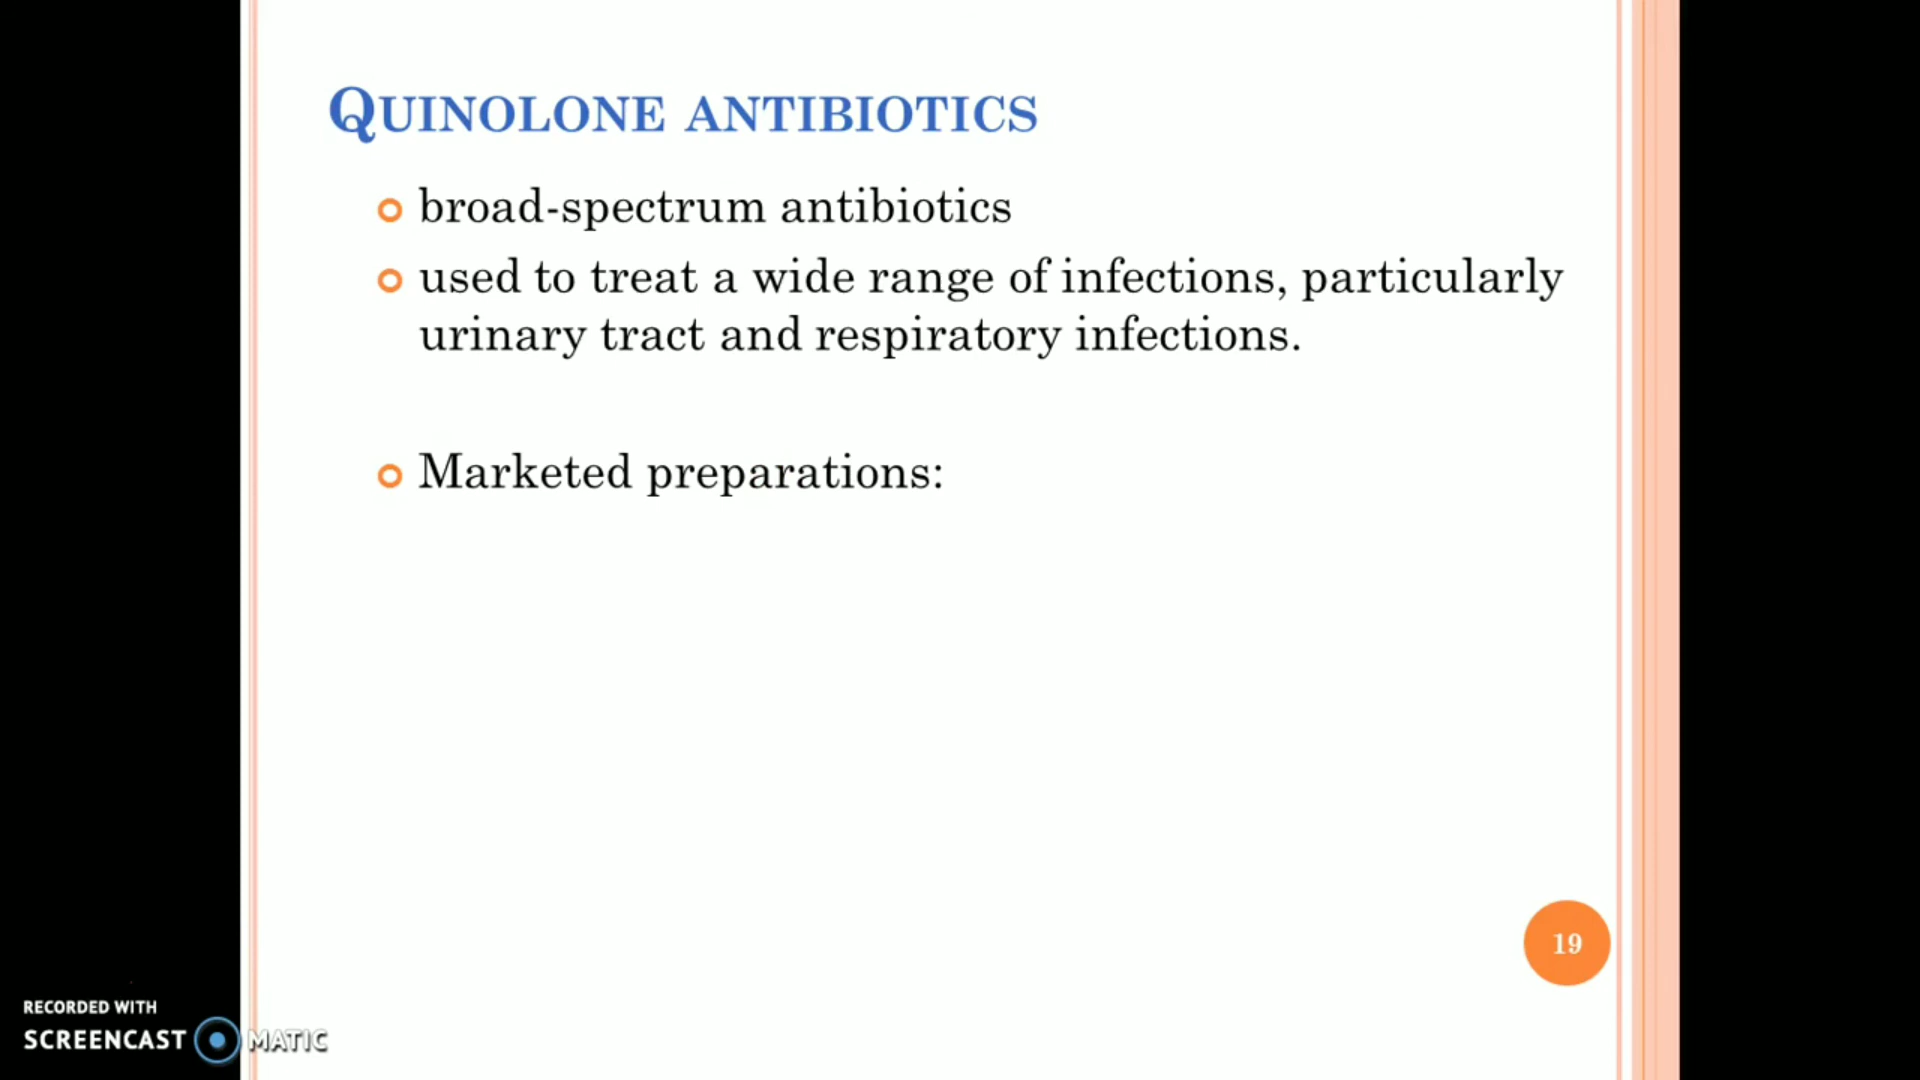 QUINOLONE ANTIBIOTICS
broad-spectrum antibiotics
used to treat a wide range of infections, particularly
urinary tract and respiratory infections.
Marketed preparations:
19
RECORDED WITH
SCREENCAST MATIC